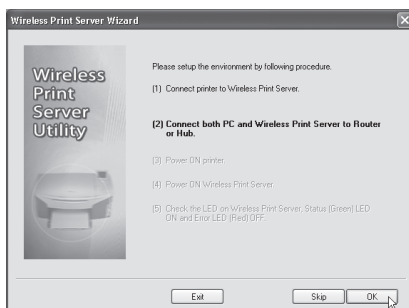 Wireless Print Server Wizard
Wireless
Print
Server
Utility
Please setup the environment by following procedure.
(1) Connect printer to Wireless Print Server.
(2) Connect both PC and Wireless Print Server to Router
or Hub.
(3) Power ON printer.
(4) Power ON Wireless Print Server.
(5) Check the LED on Wireless Print Server, Status (Green) LED
ON and Error LED (Red) OFF.
Exit
Skip
OK